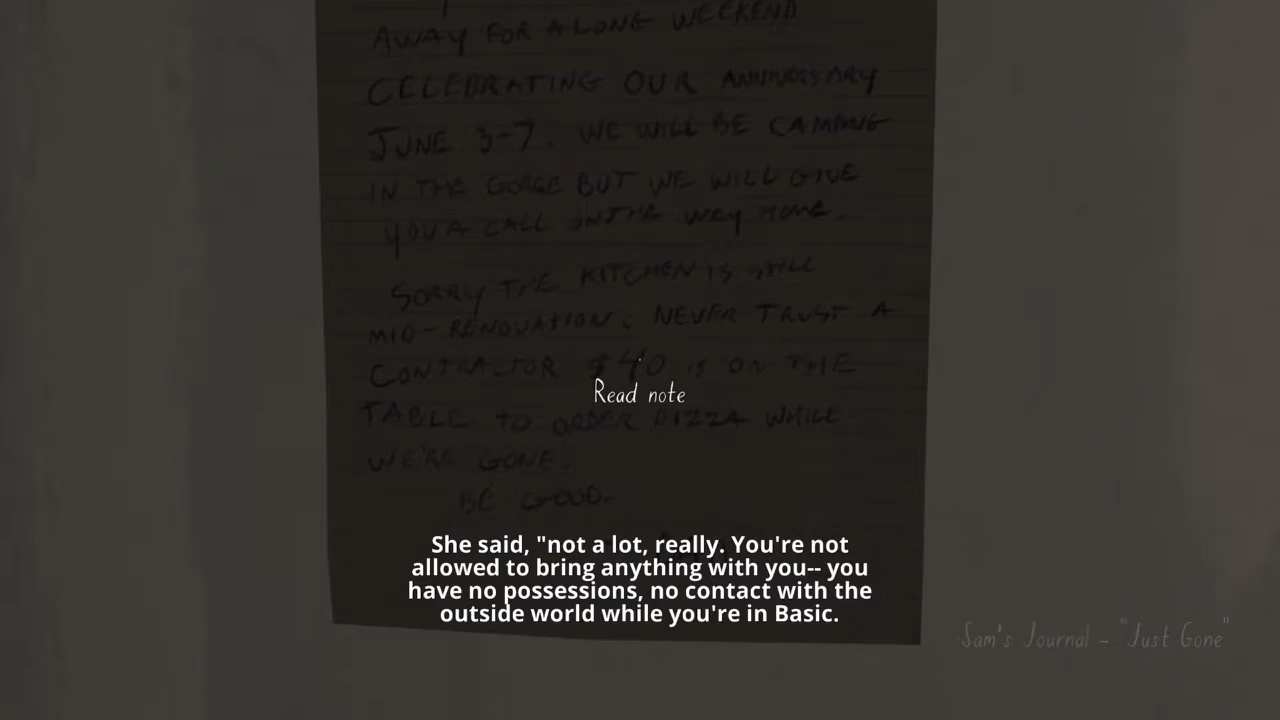 AWAY FOR A LONG WEEKEND
CELEBRATING OUR ANNIVERSARY
JUNE 3-7. WE WILL BE CAMPING
IN THE GORGE BUT WE WILL GIVE
YOU A CALL ON THE WAY HOME.
SORRY THE KITCHEN IS STILL
MID-RENOVATION. NEVER TRUST A
CONTRACTOR $40 IS ON THE
Read note
TABLE TO ORDER PIZZA WHILE
WE'RE GONE.
BE GOOD.
She said, "not a lot, really. You're not
allowed to bring anything with you-- you
have no possessions, no contact with the
outside world while you're in Basic.
Sam's Journal - "Just Gone"